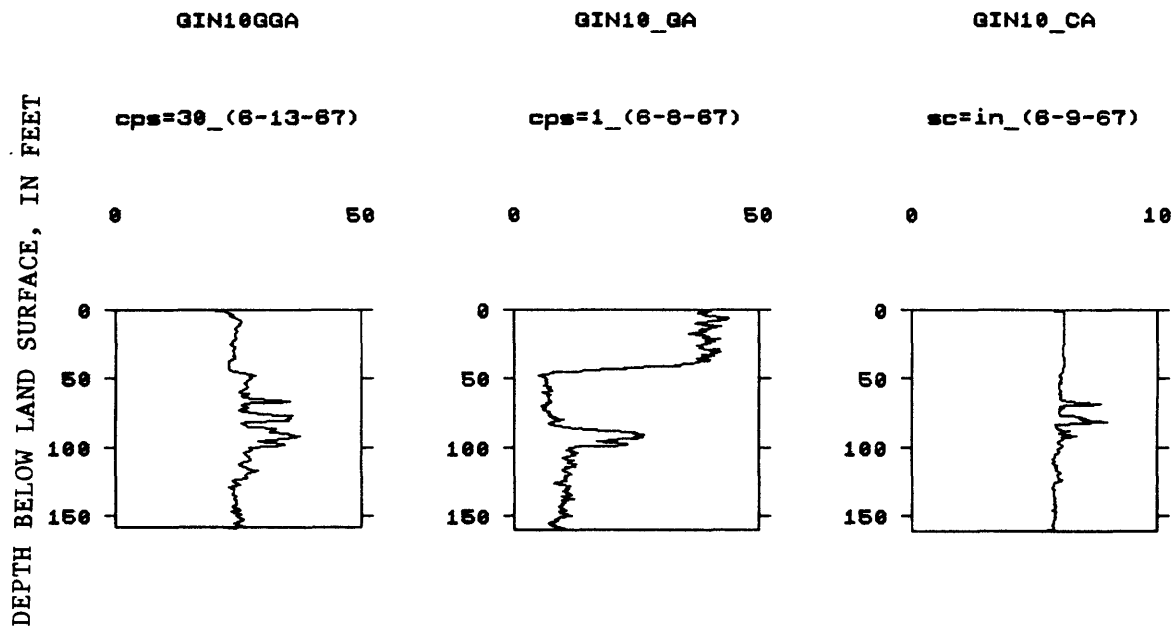 GIN10GGA
GIN10_GA
GIN10_CA
cps=30_(6-13-67)
cps=1_(6-8-67)
sc=in_(6-9-67)
DEPTH BELOW LAND SURFACE, IN FEET
0 50
0 50
0 10
0
50
100
150
0
50
100
150
0
50
100
150